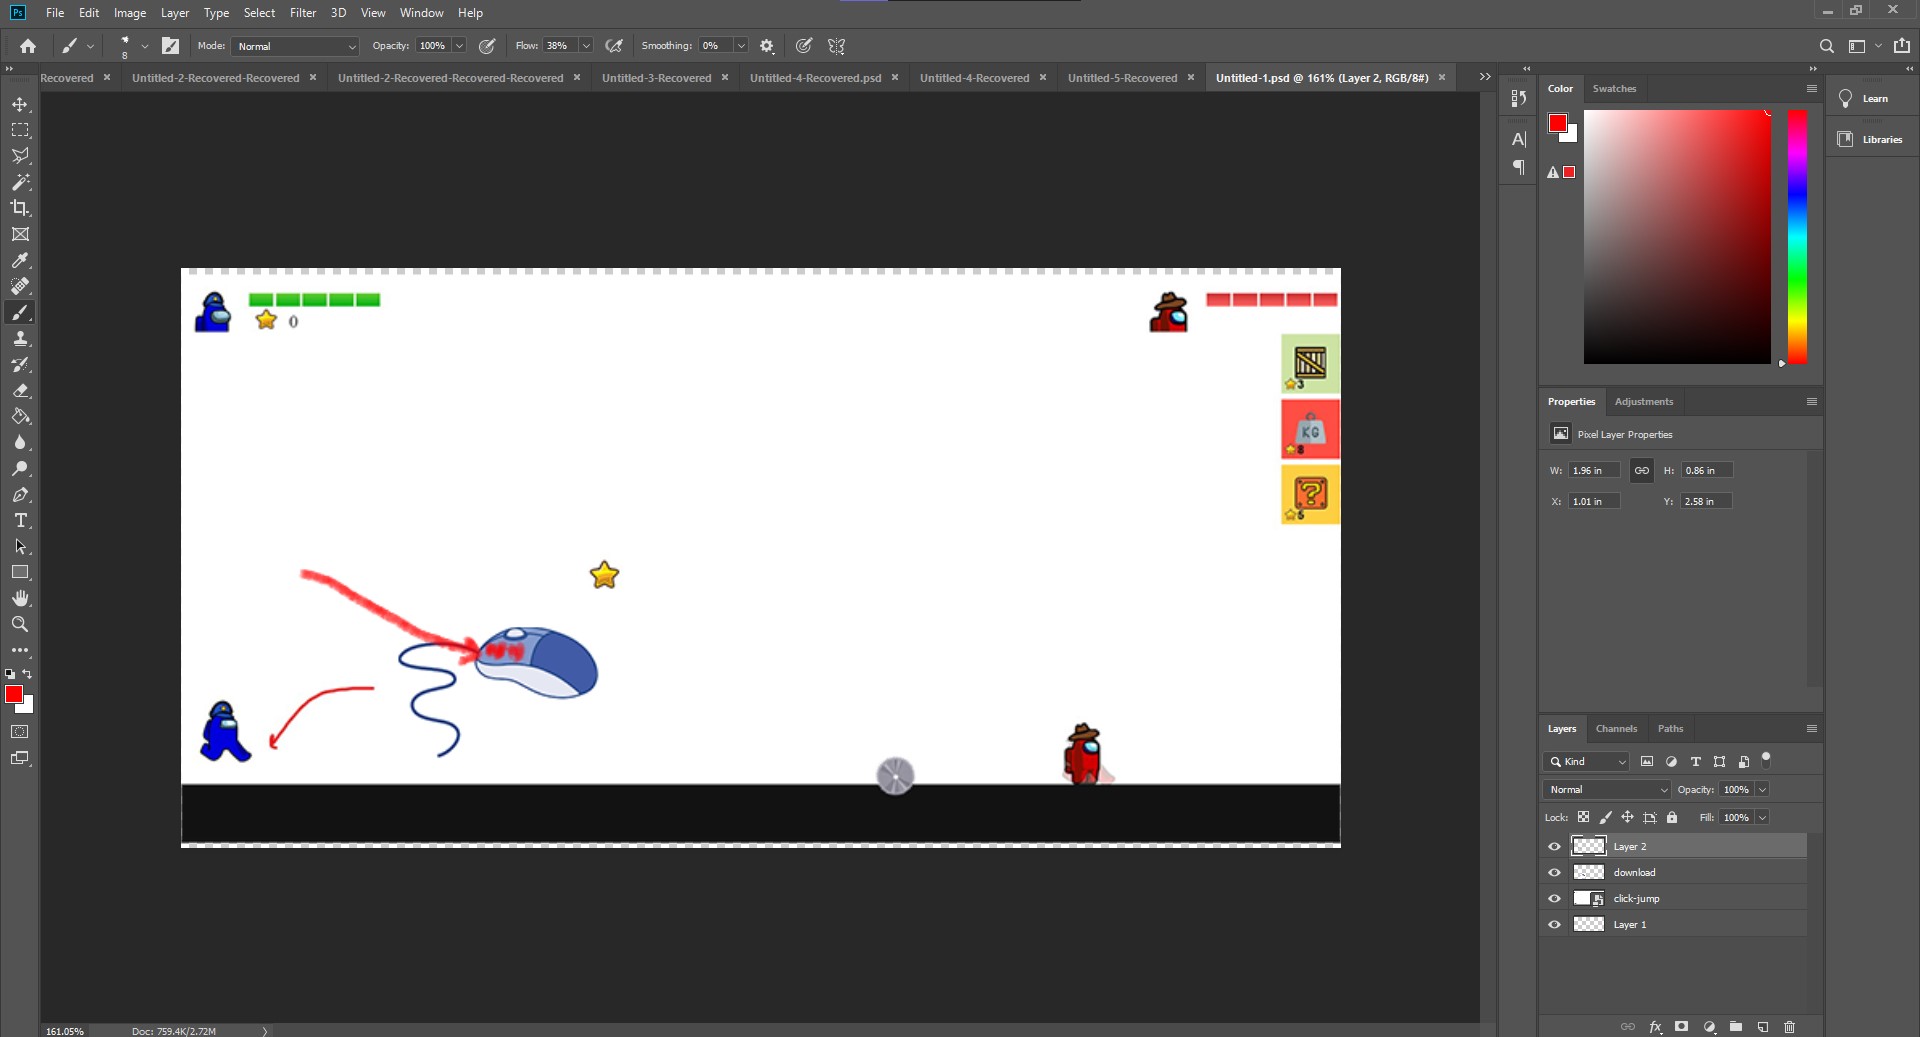 Ps File Edit Image Layer Type Select Filter 3D View Window Help
8 Mode: Normal Opacity: 100% Flow: 38% Smoothing: 0%
Recovered Untitled-2-Recovered-Recovered Untitled-2-Recovered-Recovered-Recovered Untitled-3-Recovered Untitled-4-Recovered.psd Untitled-4-Recovered Untitled-5-Recovered Untitled-1.psd @ 161% (Layer 2, RGB/8#)
Color Swatches
Learn
Libraries
0
3
KG
8
?
6
Properties Adjustments
Pixel Layer Properties
W: 1.96 in H: 0.86 in
X: 1.01 in Y: 2.58 in
Layers Channels Paths
Kind
Normal Opacity: 100%
Lock: Fill: 100%
Layer 2
download
click-jump
Layer 1
fx
161.05% Doc: 759.4K/2.72M